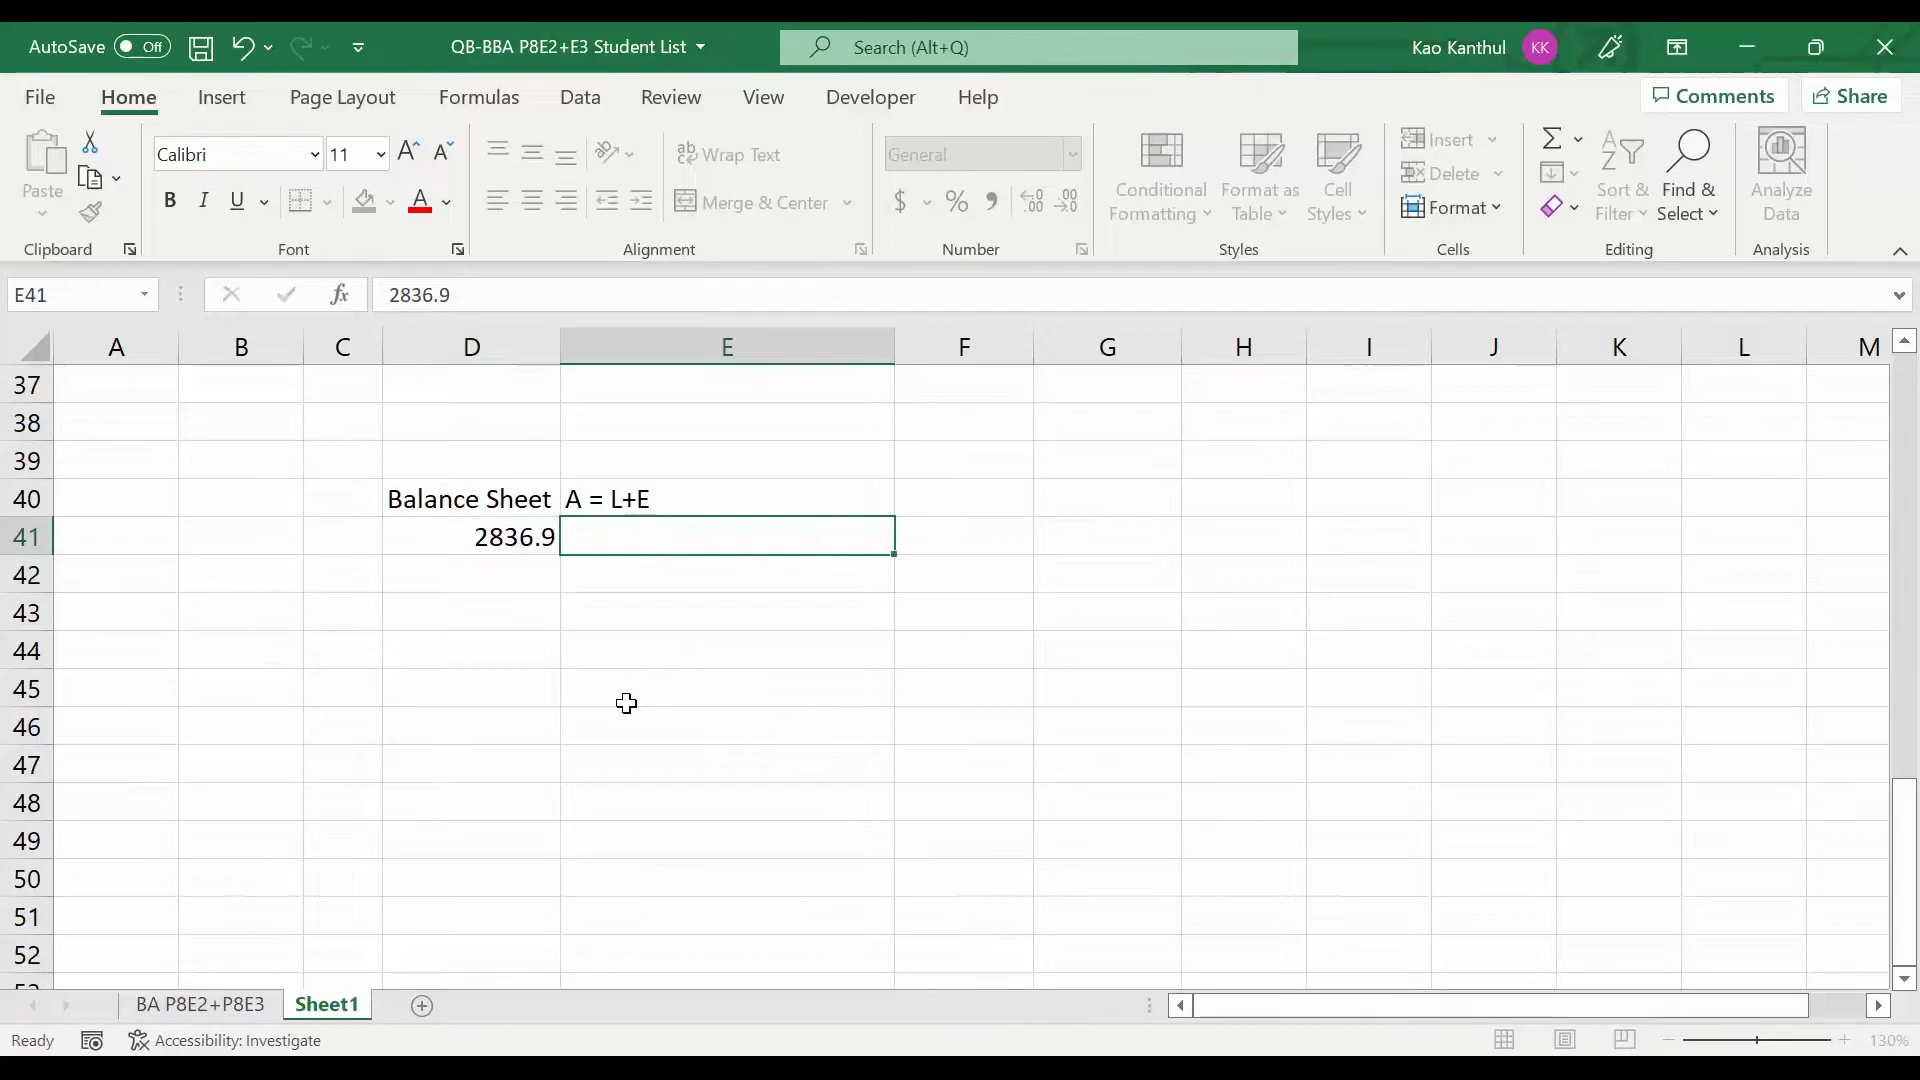 AutoSave Off QB-BBA P8E2+E3 Student List Search (Alt+Q) Kao Kanthul KK
File Home Insert Page Layout Formulas Data Review View Developer Help Comments Share
Calibri 11 Wrap Text General Insert
Paste Delete Sort & Find & Analyze
B I U Merge & Center $ % Conditional Format as Cell Format Filter Select Data
Formatting Table Styles
Clipboard Font Alignment Number Styles Cells Editing Analysis
E41 fx 2836.9
A B C D E F G H I J K L M
37
38
39
40 Balance Sheet A = L+E
41 2836.9
42
43
44
45
46
47
48
49
50
51
52
53
BA P8E2+P8E3 Sheet1
Ready Accessibility: Investigate 130%